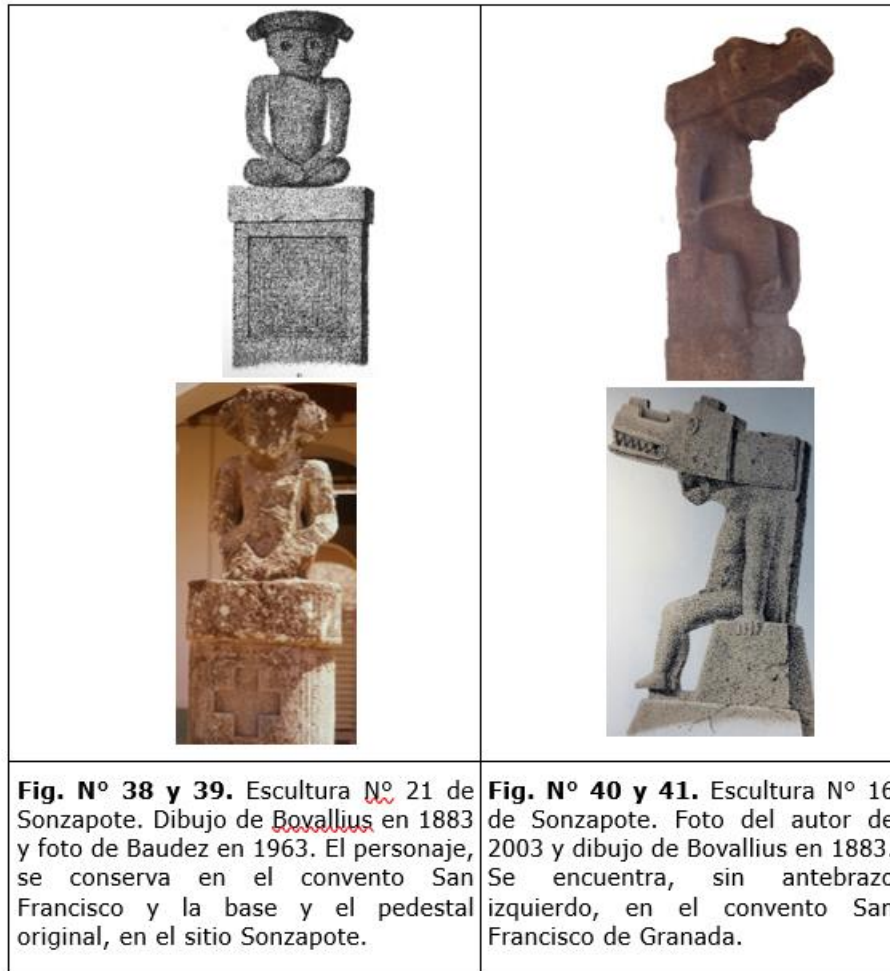 Fig. Nº 38 y 39. Escultura Nº 21 de
Sonzapote. Dibujo de Bovallius en 1883
y foto de Baudez en 1963. El personaje,
se conserva en el convento San
Francisco y la base y el pedestal
original, en el sitio Sonzapote.
Fig. Nº 40 y 41. Escultura Nº 16
de Sonzapote. Foto del autor de
2003 y dibujo de Bovallius en 1883.
Se encuentra, sin antebrazo
izquierdo, en el convento San
Francisco de Granada.